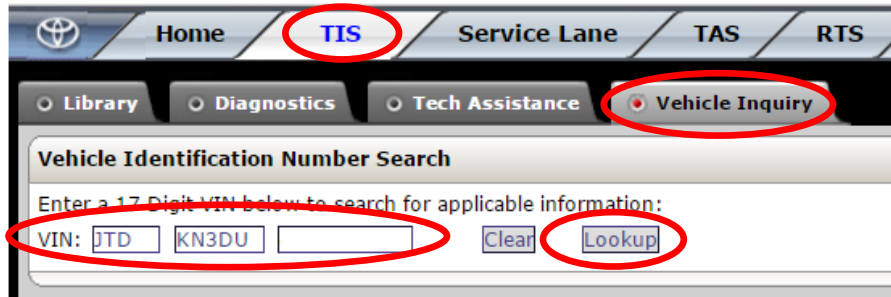 Home TIS Service Lane TAS RTS
Library Diagnostics Tech Assistance Vehicle Inquiry
Vehicle Identification Number Search
Enter a 17 Digit VIN below to search for applicable information:
VIN: JTD KN3DU Clear Lookup